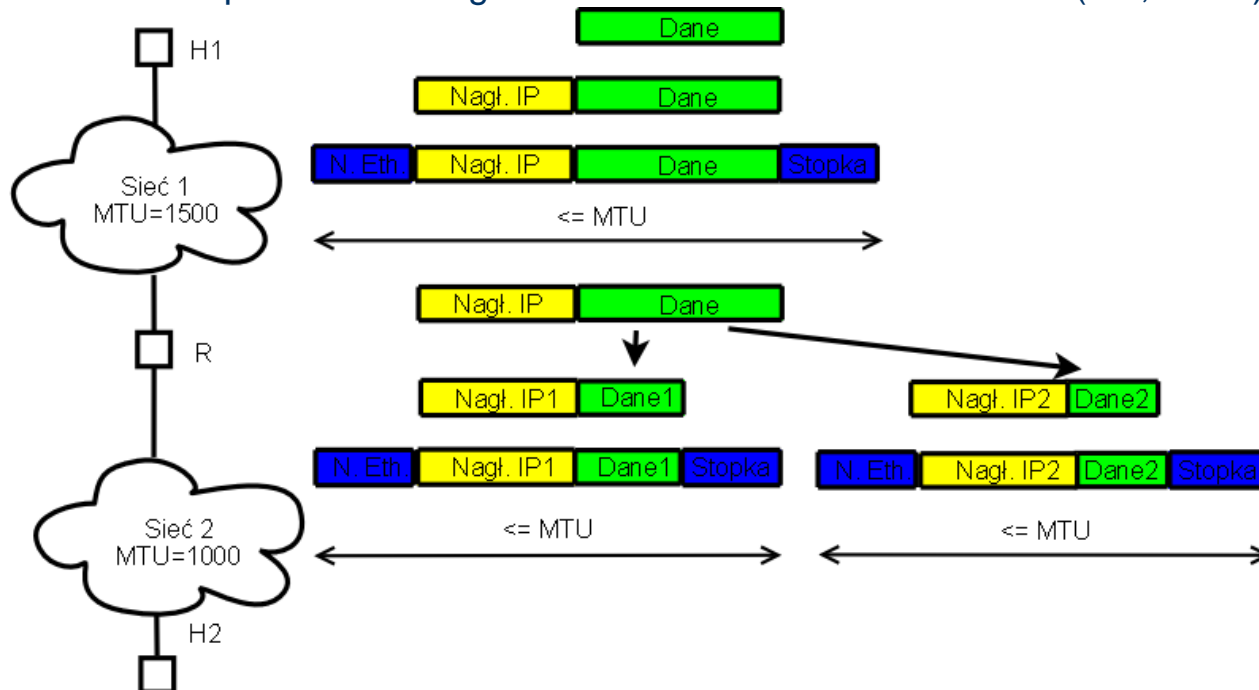 Dane
H1
Nagł. IP Dane
N. Eth. Nagł. IP Dane Stopka
Sieć 1
MTU=1500
<= MTU
Nagł. IP Dane
R
Nagł. IP1 Dane1 Nagł. IP2 Dane2
N. Eth. Nagł. IP1 Dane1 Stopka N. Eth. Nagł. IP2 Dane2 Stopka
Sieć 2
MTU=1000
<= MTU <= MTU
H2